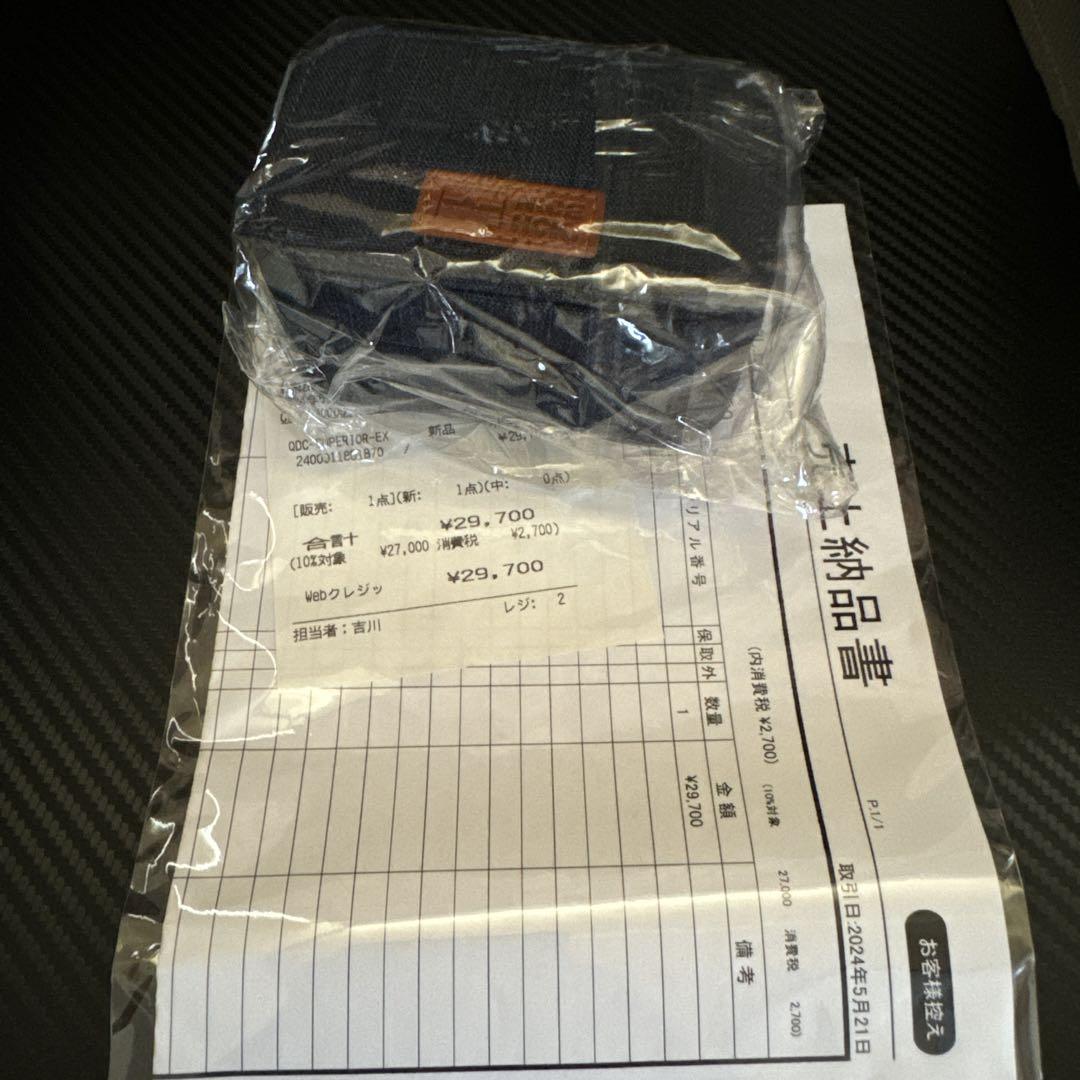 QDC-SUPERIOR-EX
新品
[販売: 1点](新: 1点)(中: 0点)
合計 ¥29,700
(10%対象 ¥27,000 消費税 ¥2,700)
Webクレジッ ¥29,700
レジ: 2
担当者:吉川
納品書
お客様控え
P.1/1
取引日:2024年5月21日
(内消費税 ¥2,700)
(10%対象 27,000 消費税 2,700)
リアル番号
保取外
数量
金額
備考
1
¥29,700